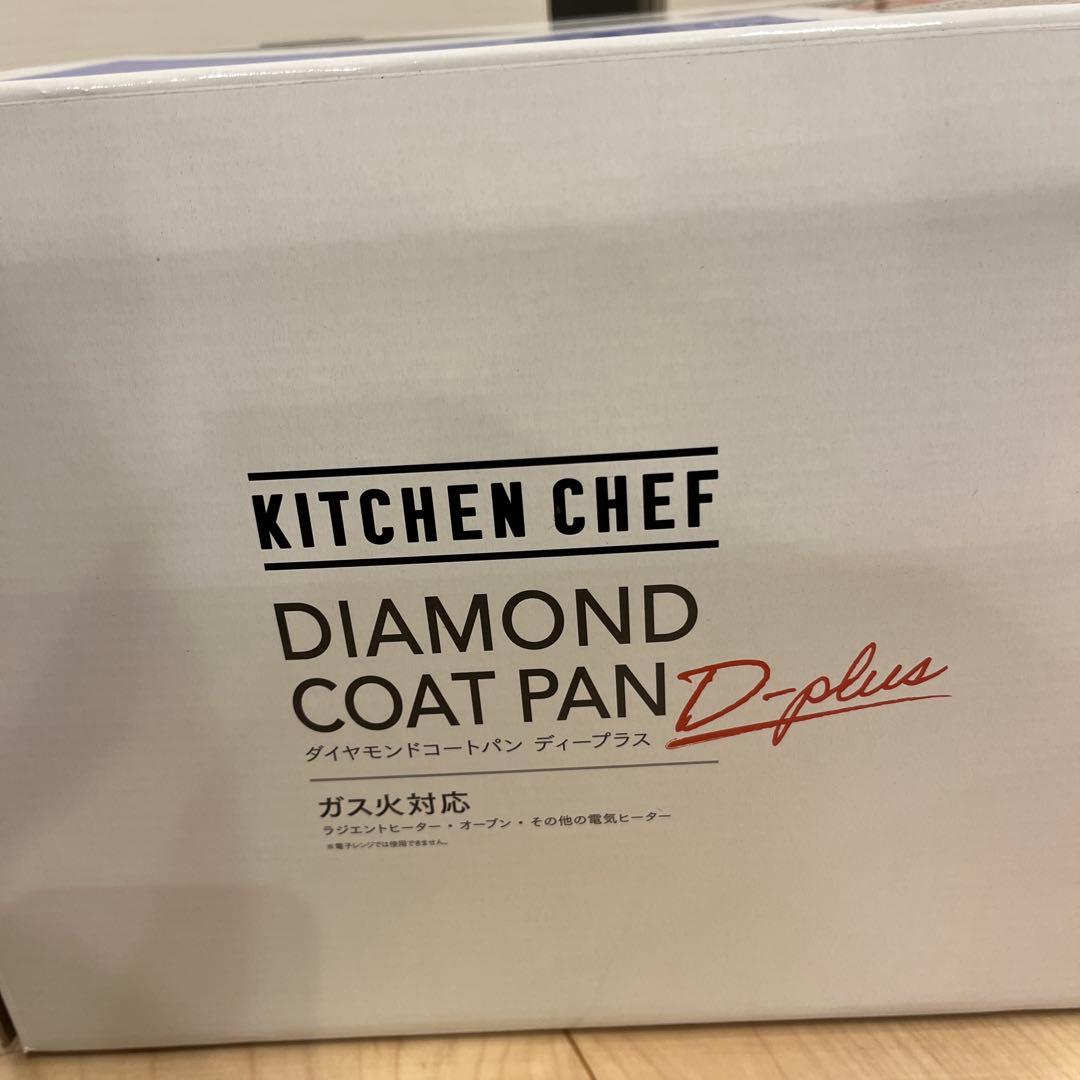 KITCHEN CHEF
DIAMOND
COAT PAN D-plus
ダイヤモンドコートパン ディープラス
ガス火対応
ラジエントヒーター・オーブン・その他の電気ヒーター
※電子レンジでは使用できません。